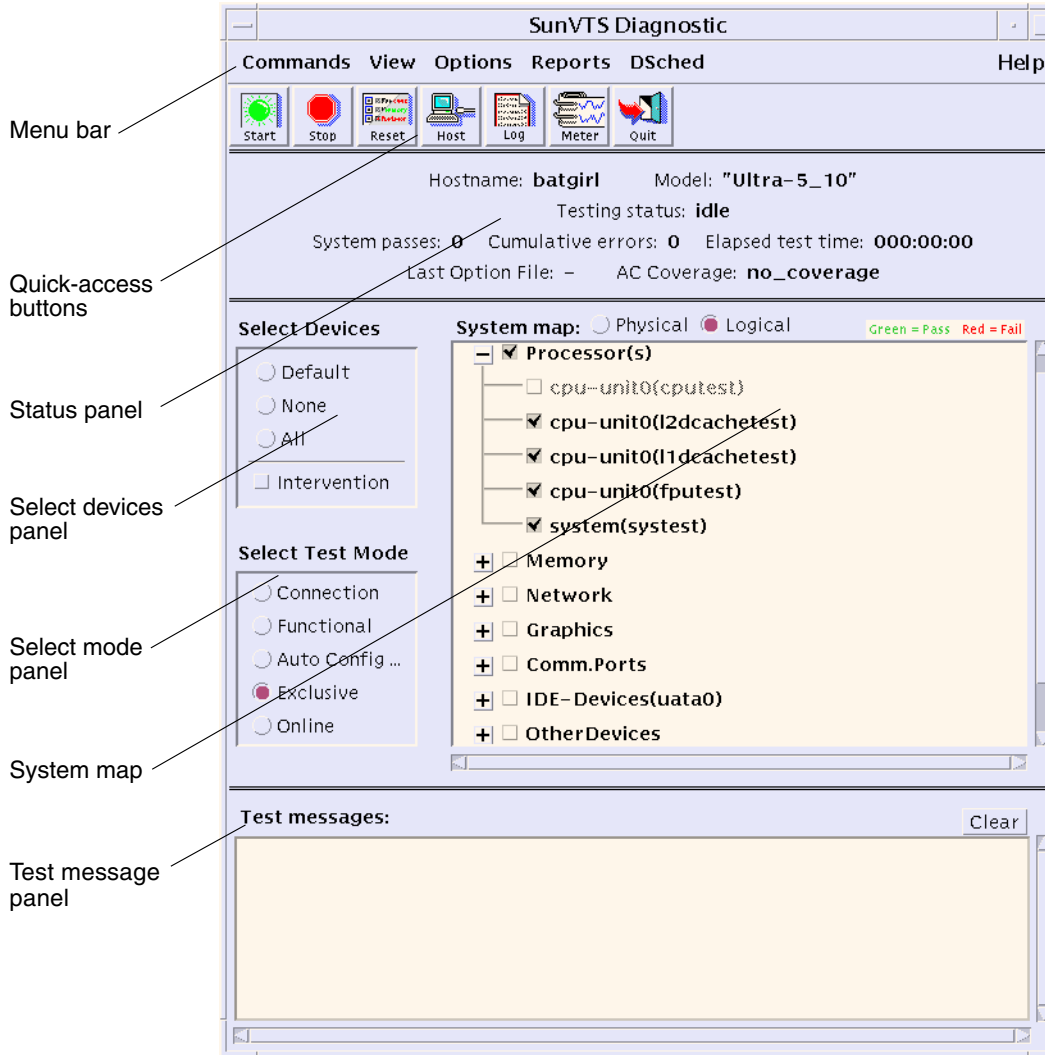 SunVTS Diagnostic
Commands View Options Reports DSched Help
Menu bar
Start Stop Reset Host Log Meter Quit
Hostname: batgirl Model: "Ultra-5_10"
Testing status: idle
System passes: 0 Cumulative errors: 0 Elapsed test time: 000:00:00
Last Option File: – AC Coverage: no_coverage
Quick-access
buttons
Status panel
Select devices
panel
Select mode
panel
System map
Test message
panel
Select Devices
Default
None
All
Intervention
Select Test Mode
Connection
Functional
Auto Config ...
Exclusive
Online
System map: Physical Logical Green = Pass Red = Fail
Processor(s)
cpu-unit0(cputest)
cpu-unit0(l2dcachetest)
cpu-unit0(l1dcachetest)
cpu-unit0(fputest)
system(systest)
Memory
Network
Graphics
Comm.Ports
IDE-Devices(uata0)
OtherDevices
Test messages: Clear